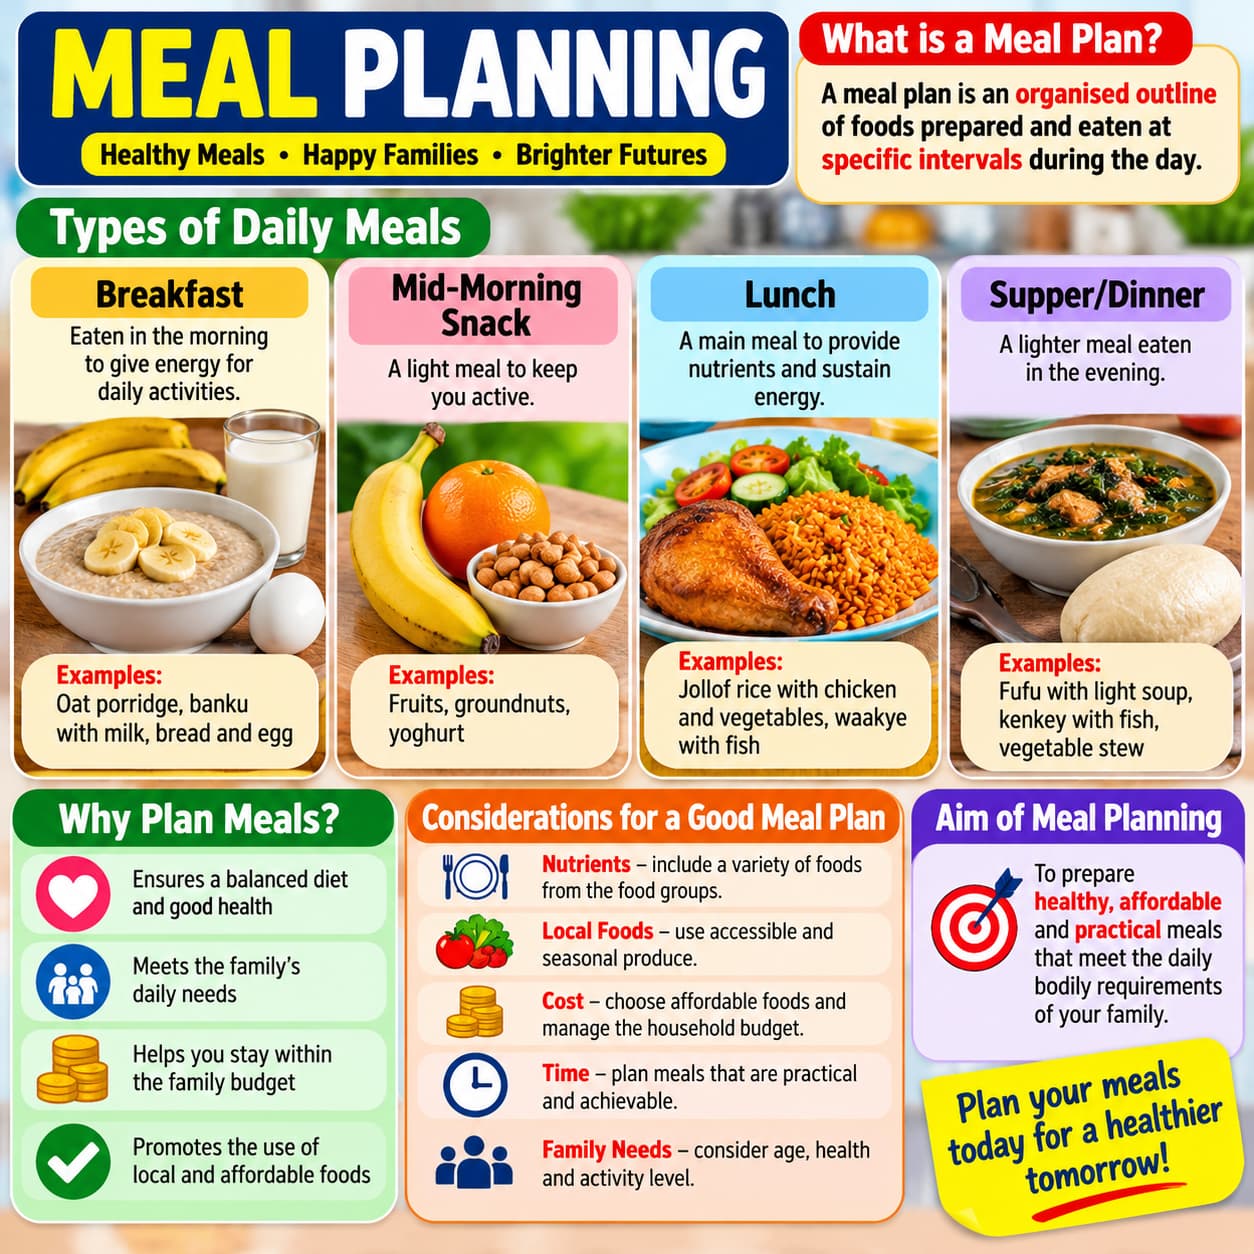 MEAL PLANNING
Healthy Meals • Happy Families • Brighter Futures
What is a Meal Plan?
A meal plan is an organised outline
of foods prepared and eaten at
specific intervals during the day.
Types of Daily Meals
Breakfast
Eaten in the morning
to give energy for
daily activities.
Examples:
Oat porridge, banku
with milk, bread and egg
Mid-Morning
Snack
A light meal to keep
you active.
Examples:
Fruits, groundnuts,
yoghurt
Lunch
A main meal to provide
nutrients and sustain
energy.
Examples:
Jollof rice with chicken
and vegetables, waakye
with fish
Supper/Dinner
A lighter meal eaten
in the evening.
Examples:
Fufu with light soup,
kenkey with fish,
vegetable stew
Why Plan Meals?
Ensures a balanced diet
and good health
Meets the family's
daily needs
Helps you stay within
the family budget
Promotes the use of
local and affordable foods
Considerations for a Good Meal Plan
Nutrients – include a variety of foods
from the food groups.
Local Foods – use accessible and
seasonal produce.
Cost – choose affordable foods and
manage the household budget.
Time – plan meals that are practical
and achievable.
Family Needs – consider age, health
and activity level.
Aim of Meal Planning
To prepare
healthy, affordable
and practical meals
that meet the daily
bodily requirements
of your family.
Plan your meals
today for a healthier
tomorrow!